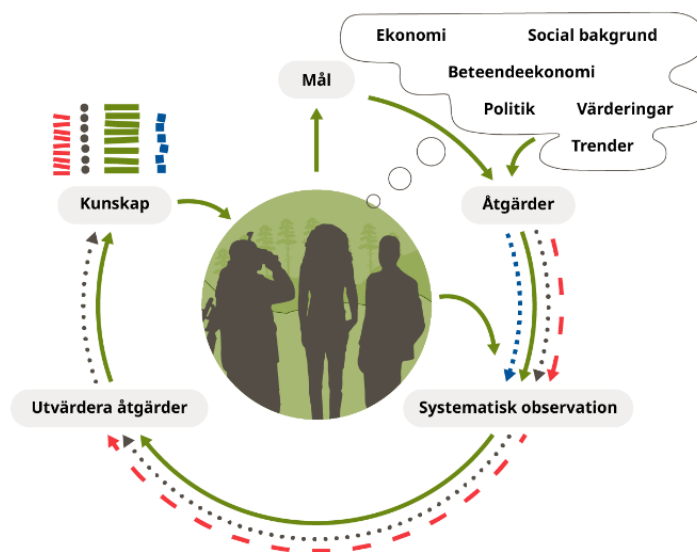 Ekonomi
Social bakgrund
Beteendeekonomi
Mål
Politik
Värderingar
Trender
Kunskap
Åtgärder
Utvärdera åtgärder
Systematisk observation